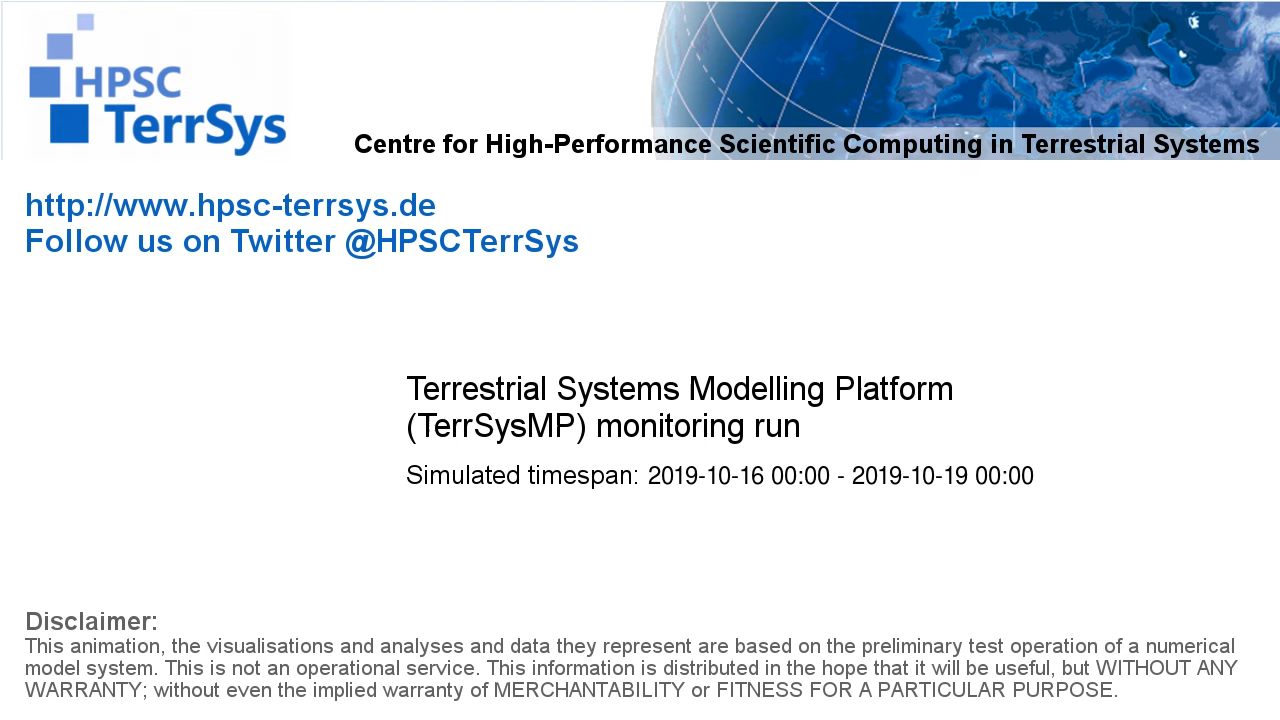 HPSC
TerrSys
Centre for High-Performance Scientific Computing in Terrestrial Systems
http://www.hpsc-terrsys.de
Follow us on Twitter @HPSCTerrSys
Terrestrial Systems Modelling Platform
(TerrSysMP) monitoring run
Simulated timespan: 2019-10-16 00:00 - 2019-10-19 00:00
Disclaimer:
This animation, the visualisations and analyses and data they represent are based on the preliminary test operation of a numerical
model system. This is not an operational service. This information is distributed in the hope that it will be useful, but WITHOUT ANY
WARRANTY; without even the implied warranty of MERCHANTABILITY or FITNESS FOR A PARTICULAR PURPOSE.